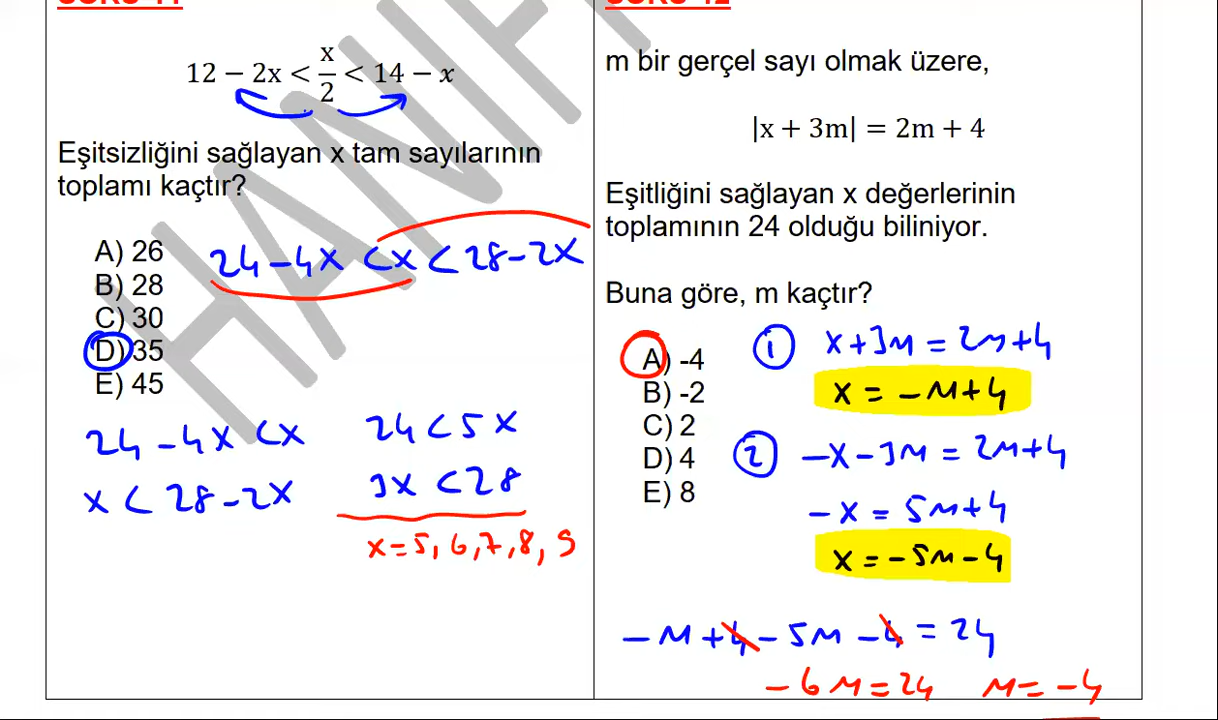 12 − 2x < x/2 < 14 − x
Eşitsizliğini sağlayan x tam sayılarının
toplamı kaçtır?
A) 26
B) 28
C) 30
D) 35
E) 45
24 − 4x < x < 28 − 2x
24 − 4x < x
24 < 5x
x < 28 − 2x
3x < 28
x = 5, 6, 7, 8, 9
m bir gerçel sayı olmak üzere,
|x + 3m| = 2m + 4
Eşitliğini sağlayan x değerlerinin
toplamının 24 olduğu biliniyor.
Buna göre, m kaçtır?
A) -4
B) -2
C) 2
D) 4
E) 8
1 x + 3m = 2m + 4
x = −m + 4
2 −x − 3m = 2m + 4
−x = 5m + 4
x = −5m − 4
−m + 4 − 5m − 4 = 24
−6m = 24 m = −4
HANIF